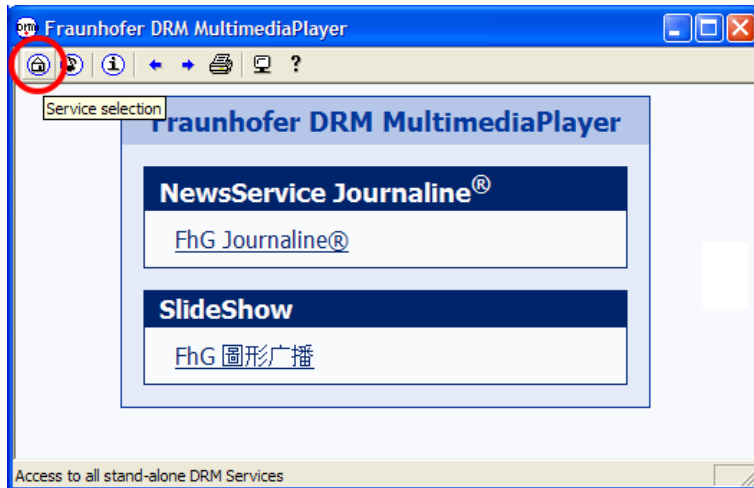 Fraunhofer DRM MultimediaPlayer
?
Service selection
Fraunhofer DRM MultimediaPlayer
NewsService Journaline®
FhG Journaline®
SlideShow
FhG 圖形广播
Access to all stand-alone DRM Services